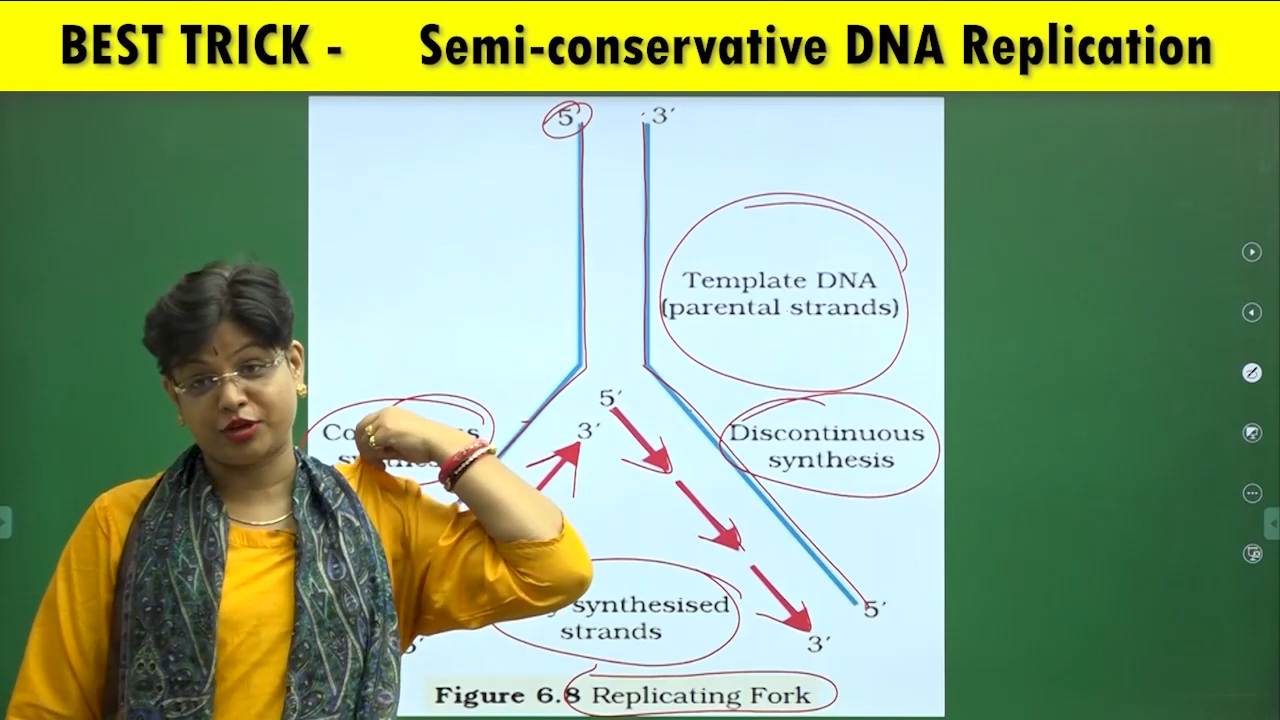 BEST TRICK - Semi-conservative DNA Replication
5′ 3′
Template DNA
(parental strands)
5′
3′
Discontinuous
synthesis
synthesised
strands
5′
3′
Figure 6.8 Replicating Fork